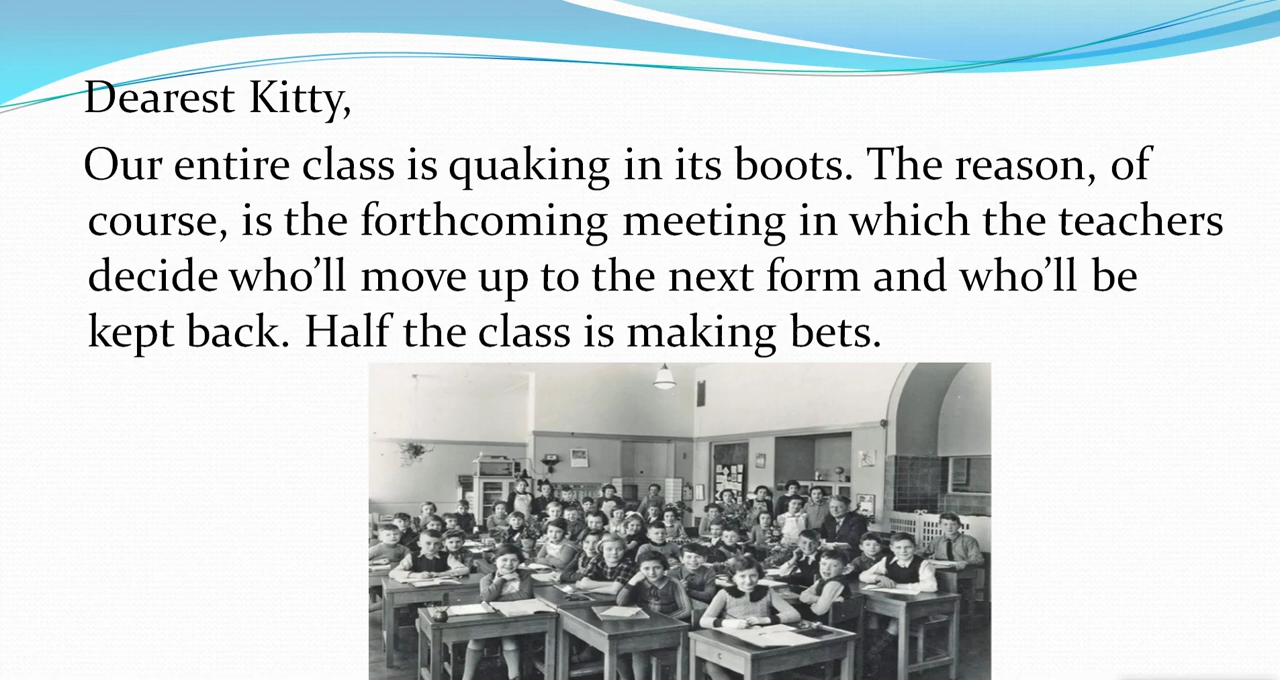 Dearest Kitty,
Our entire class is quaking in its boots. The reason, of
course, is the forthcoming meeting in which the teachers
decide who’ll move up to the next form and who’ll be
kept back. Half the class is making bets.